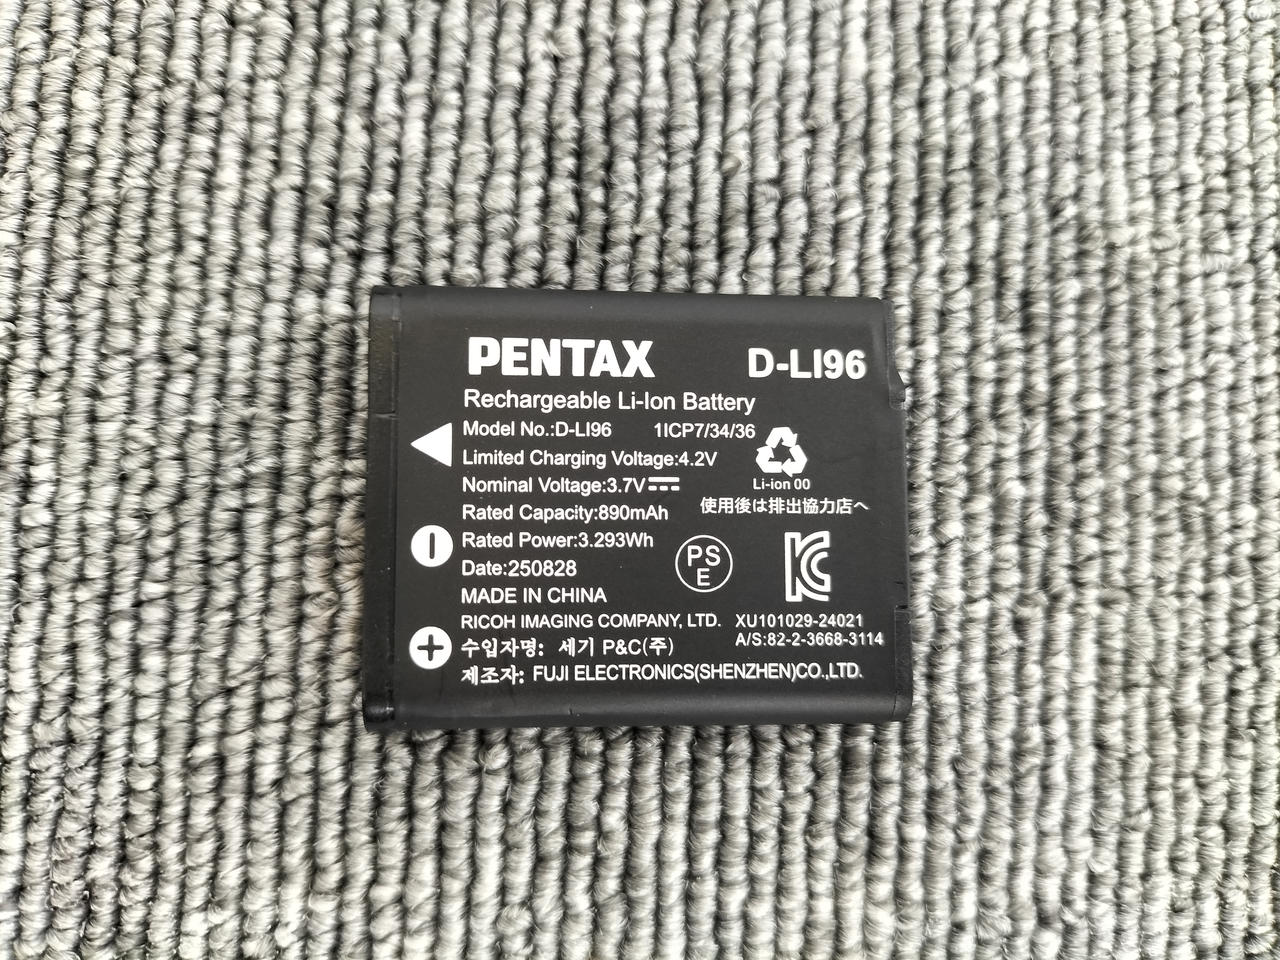 PENTAX D-LI96
Rechargeable Li-Ion Battery
Model No.:D-LI96 1ICP7/34/36
Limited Charging Voltage:4.2V
Nominal Voltage:3.7V
Li-ion 00
Rated Capacity:890mAh
使用後は排出協力店へ
Rated Power:3.293Wh
PS
E
Date:250828
MADE IN CHINA
RICOH IMAGING COMPANY, LTD. XU101029-24021
수입자명: 세기 P&C(주) A/S:82-2-3668-3114
제조자: FUJI ELECTRONICS(SHENZHEN)CO.,LTD.